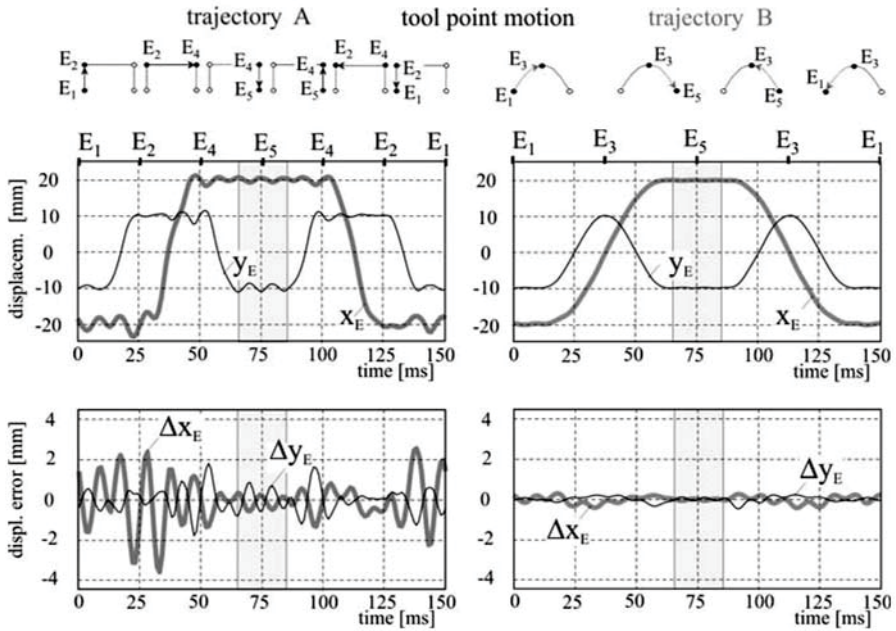 trajectory A tool point motion trajectory B
E2 E2 E4 E4 E4 E2 E4 E2 E3 E3 E3 E3
E1 E5 E5 E1 E1 E5 E5 E1
E1 E2 E4 E5 E4 E2 E1 E1 E3 E5 E3 E1
displacem. [mm]
20 20
10 10
0 0
-10 yE -10 yE
-20 xE -20 xE
0 25 50 75 100 125 150 0 25 50 75 100 125 150
time [ms] time [ms]
displ. error [mm]
4 4
2 ΔxE ΔyE 2 ΔyE
0 0
-2 -2 ΔxE
-4 -4
0 25 50 75 100 125 150 0 25 50 75 100 125 150
time [ms] time [ms]